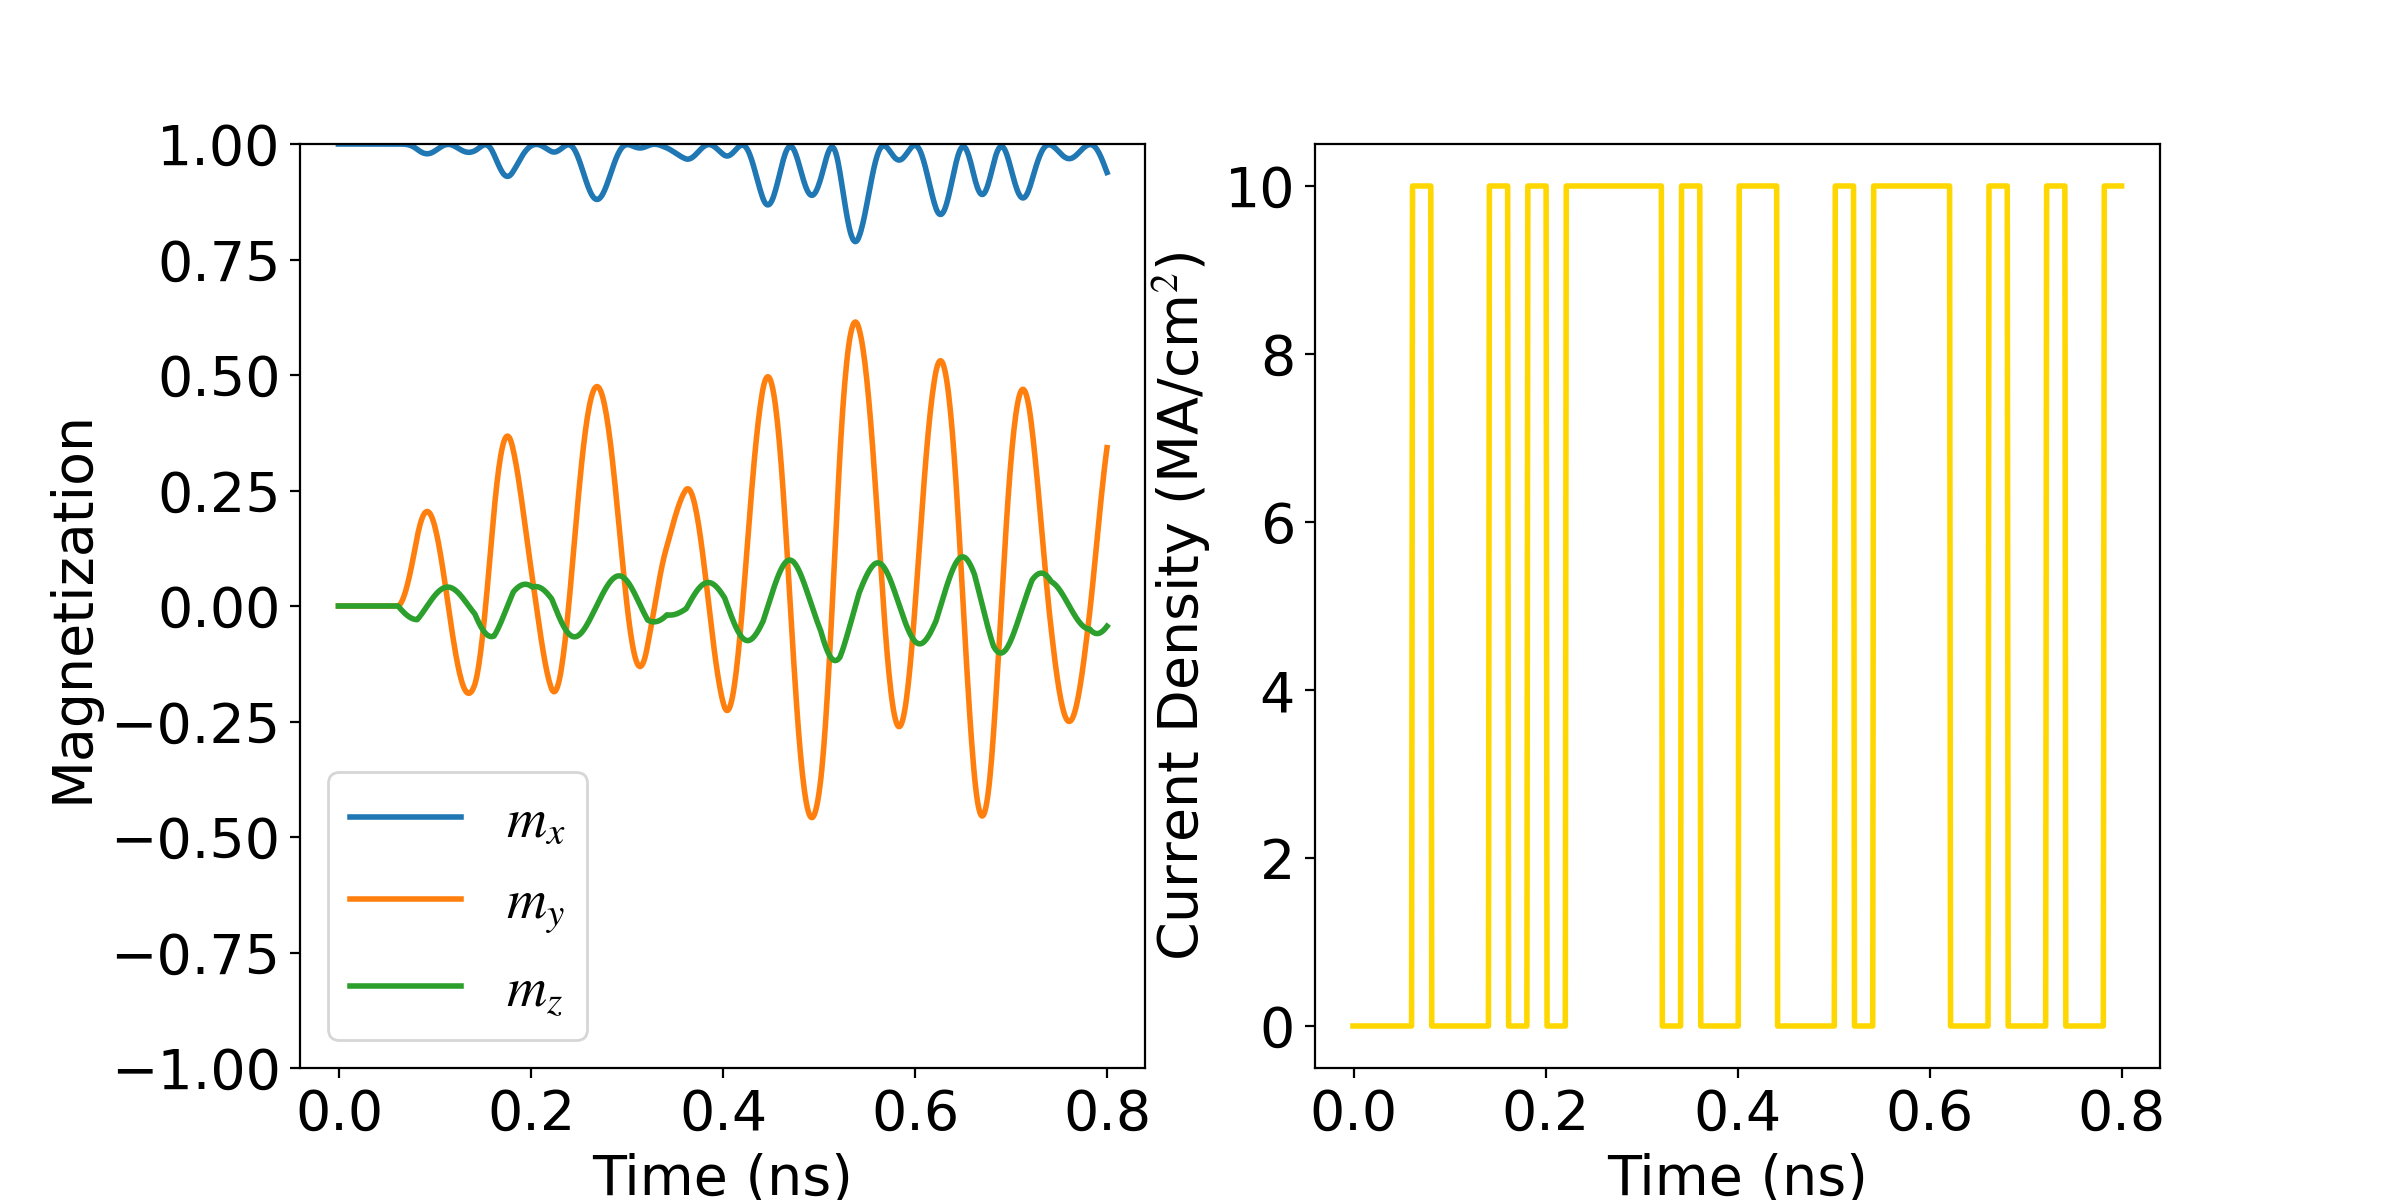 1.00
0.75
0.50
0.25
0.00
−0.25
−0.50
−0.75
−1.00
Magnetization
m_x
m_y
m_z
0.0 0.2 0.4 0.6 0.8
Time (ns)
Current Density (MA/cm²)
10
8
6
4
2
0
0.0 0.2 0.4 0.6 0.8
Time (ns)